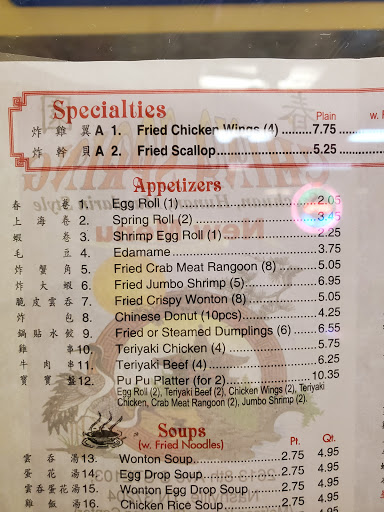 Specialties
Plain
炸雞翼 A 1. Fried Chicken Wings (4) 7.75
炸幹貝 A 2. Fried Scallop 5.25
Appetizers
春卷 1. Egg Roll (1) 2.05
上海卷 2. Spring Roll (2) 3.45
蝦卷 3. Shrimp Egg Roll (1) 2.25
毛豆 4. Edamame 3.75
炸蟹角 5. Fried Crab Meat Rangoon (8) 5.05
炸大蝦 6. Fried Jumbo Shrimp (5) 6.95
脆皮雲吞 7. Fried Crispy Wonton (8) 5.05
炸包 8. Chinese Donut (10pcs) 4.25
鍋貼水餃 9. Fried or Steamed Dumplings (6) 6.55
雞串 10. Teriyaki Chicken (4) 5.75
牛肉串 11. Teriyaki Beef (4) 6.25
寶寶盤 12. Pu Pu Platter (for 2) 10.35
Egg Roll (2), Teriyaki Beef (2), Chicken Wings (2), Teriyaki
Chicken, Crab Meat Rangoon (2), Jumbo Shrimp (2).
Soups
(w. Fried Noodles) Pt. Qt.
雲吞湯 13. Wonton Soup 2.75 4.95
蛋花湯 14. Egg Drop Soup 2.75 4.95
雲吞蛋花湯 15. Wonton Egg Drop Soup 2.75 4.95
雞飯湯 16. Chicken Rice Soup 2.75 4.95